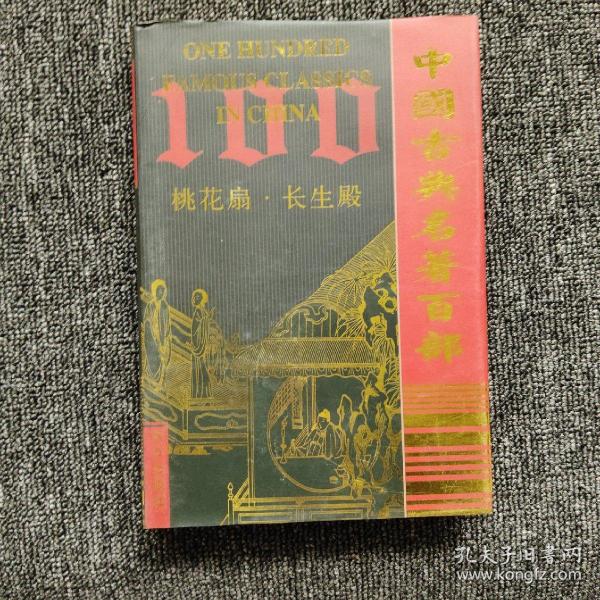 ONE HUNDRED
FAMOUS CLASSICS
IN CHINA
100
桃花扇·长生殿
中國古典名著百部
孔夫子旧書网
www.kongfz.com